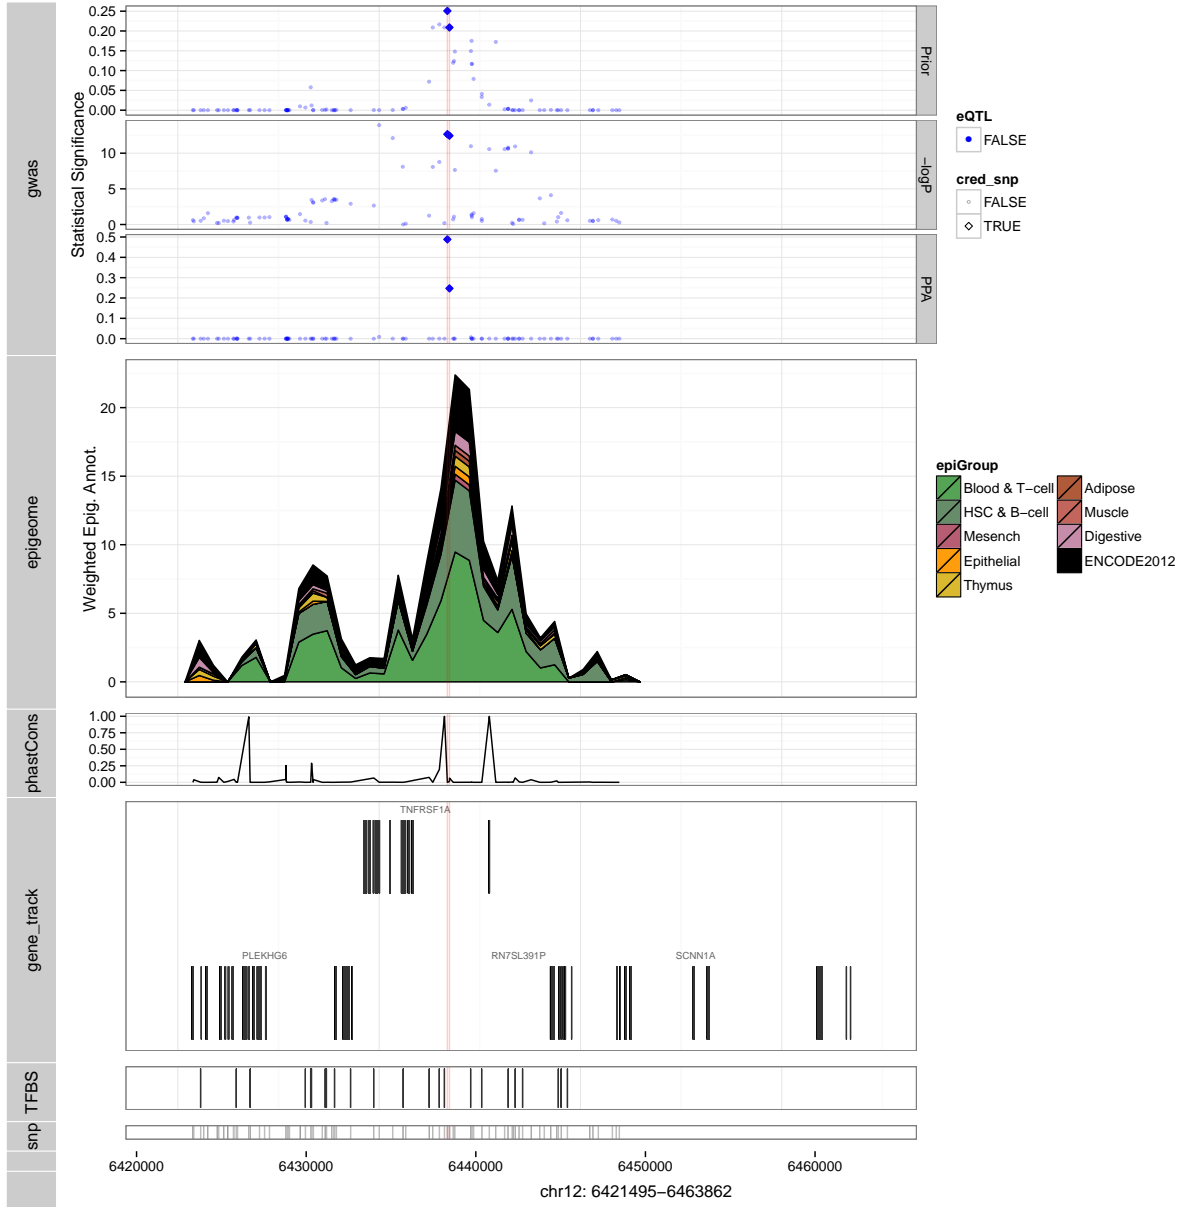 gwas
Statistical Significance
0.25
0.20
0.15
0.10
0.05
0.00
Prior
10
5
0
−logP
0.5
0.4
0.3
0.2
0.1
0.0
PPA
eQTL
FALSE
cred_snp
FALSE
TRUE
epigeome
Weighted Epig. Annot.
20
15
10
5
0
epiGroup
Blood & T−cell
HSC & B−cell
Mesench
Epithelial
Thymus
Adipose
Muscle
Digestive
ENCODE2012
phastCons
1.00
0.75
0.50
0.25
0.00
gene_track
TNFRSF1A
PLEKHG6
RN7SL391P
SCNN1A
TFBS
snp
6420000 6430000 6440000 6450000 6460000
chr12: 6421495−6463862